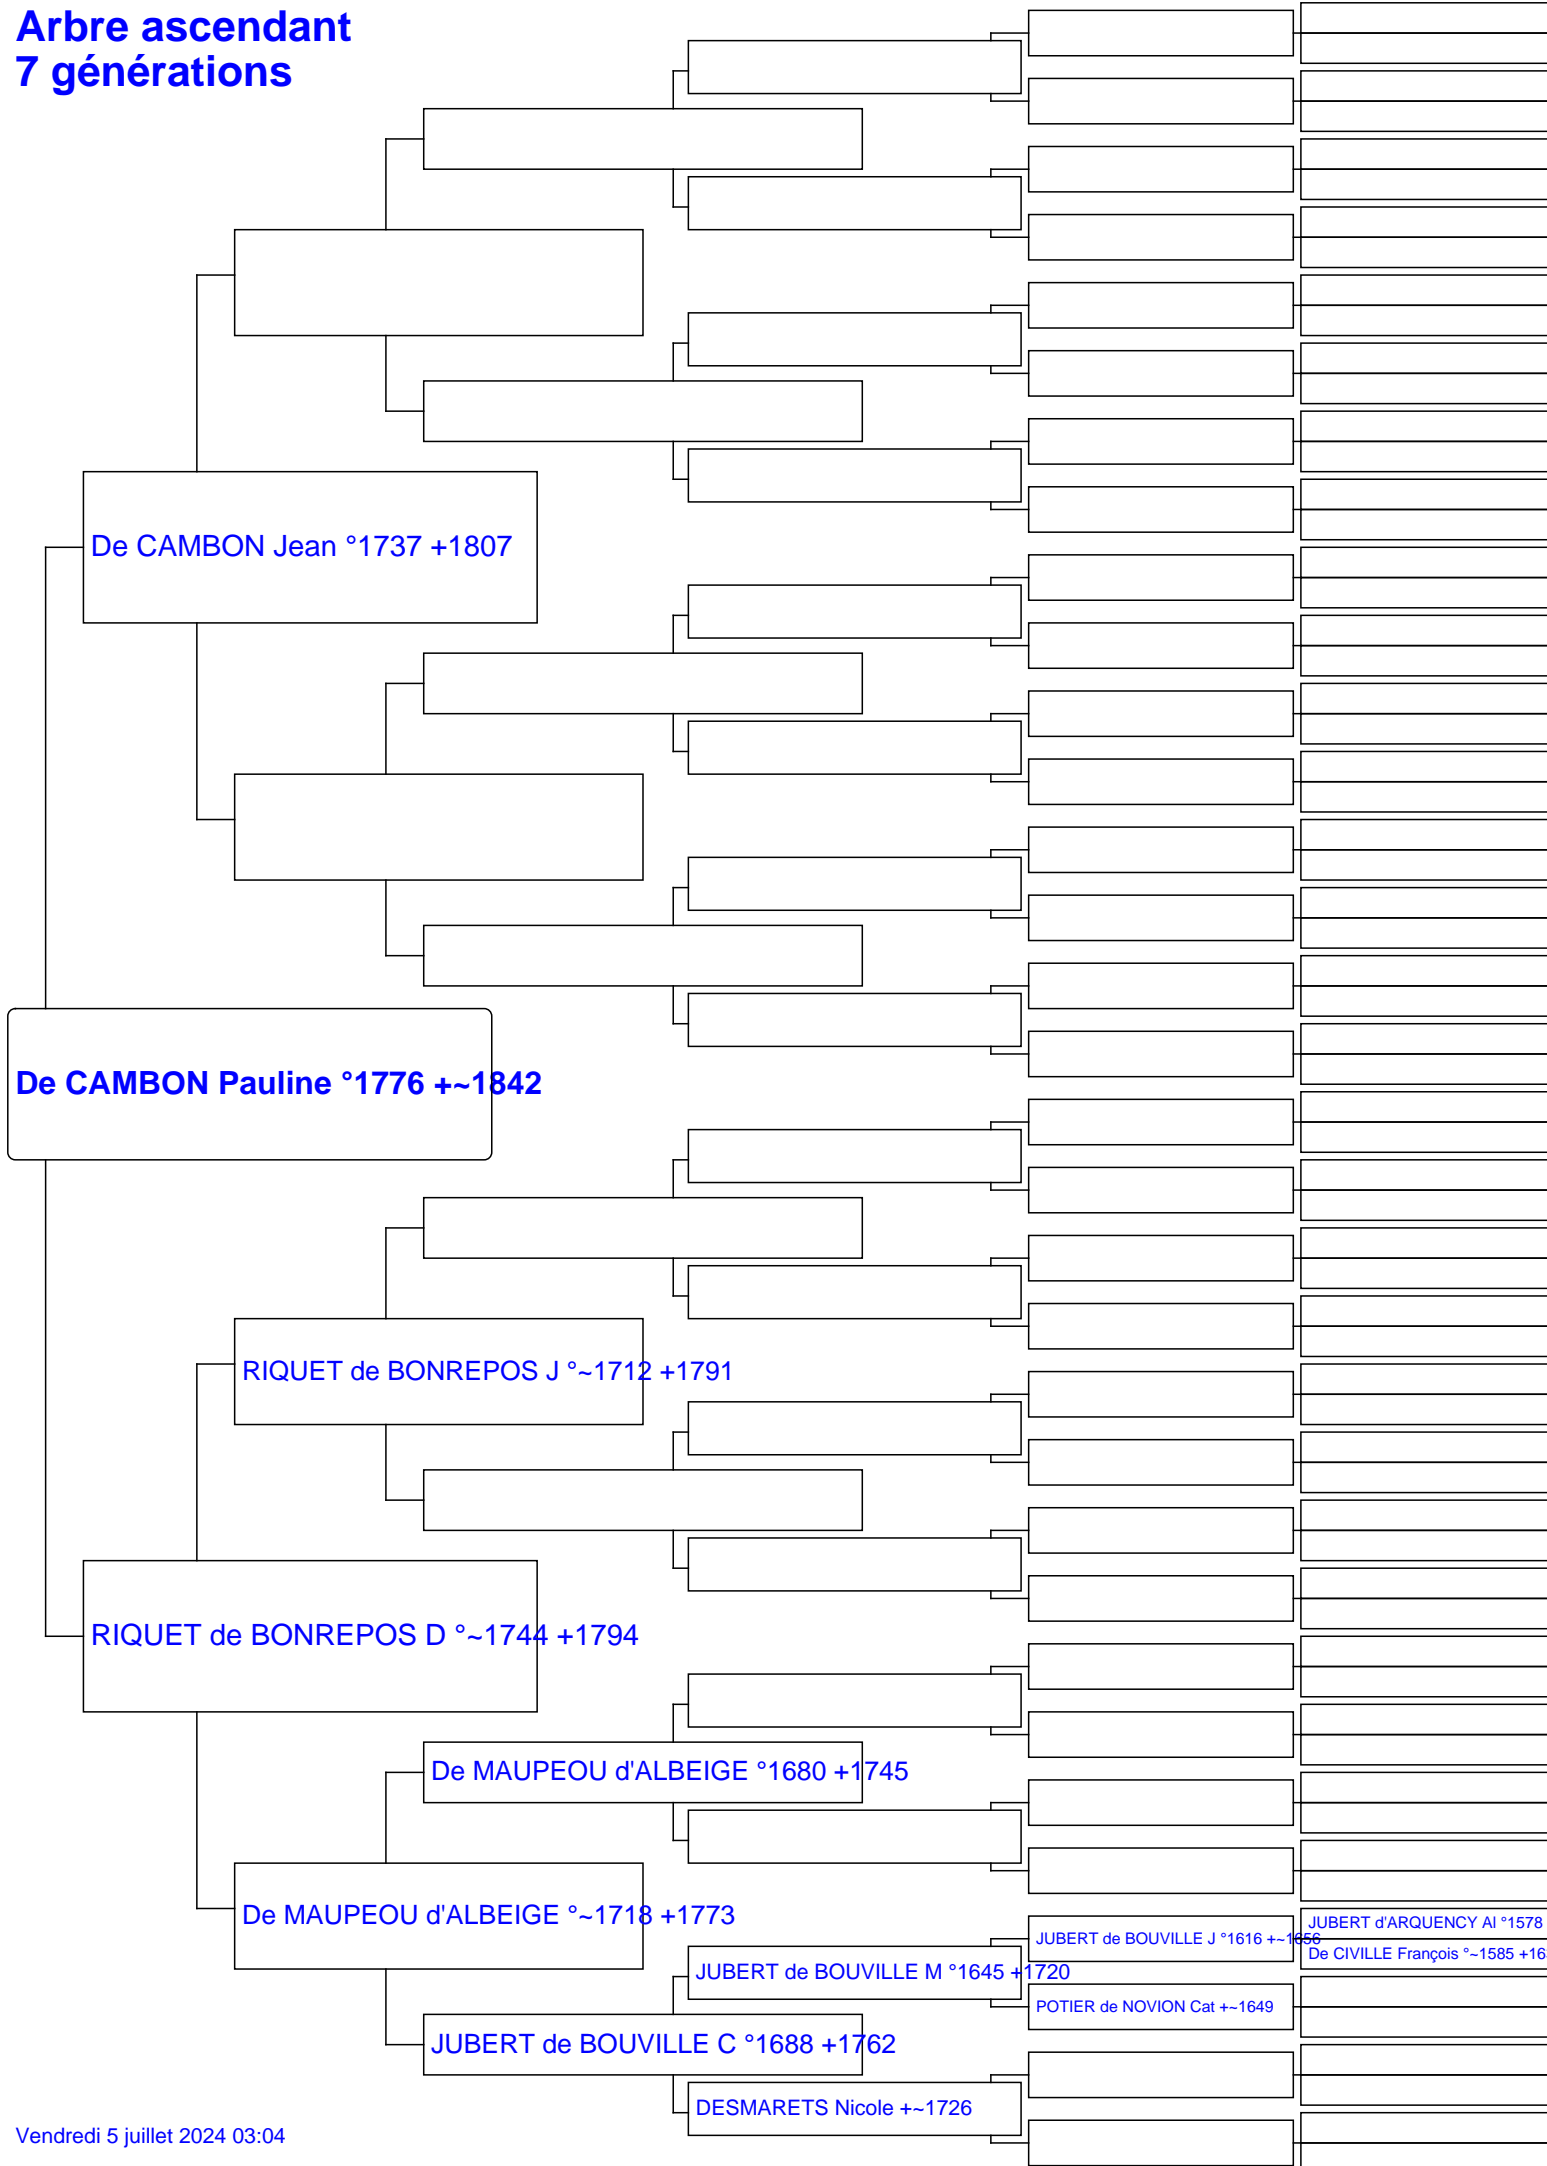 Arbre ascendant
7 générations
De CAMBON Jean °1737 +1807
De CAMBON Pauline °1776 +~1842
RIQUET de BONREPOS J °~1712 +1791
RIQUET de BONREPOS D °~1744 +1794
De MAUPEOU d'ALBEIGE °1680 +1745
De MAUPEOU d'ALBEIGE °~1718 +1773
JUBERT d'ARQUENCY Al °1578
JUBERT de BOUVILLE J °1616 +~1656
De CIVILLE François °~1585
JUBERT de BOUVILLE M °1645 +1720
POTIER de NOVION Cat +~1649
JUBERT de BOUVILLE C °1688 +1762
DESMARETS Nicole +~1726
Vendredi 5 juillet 2024 03:04